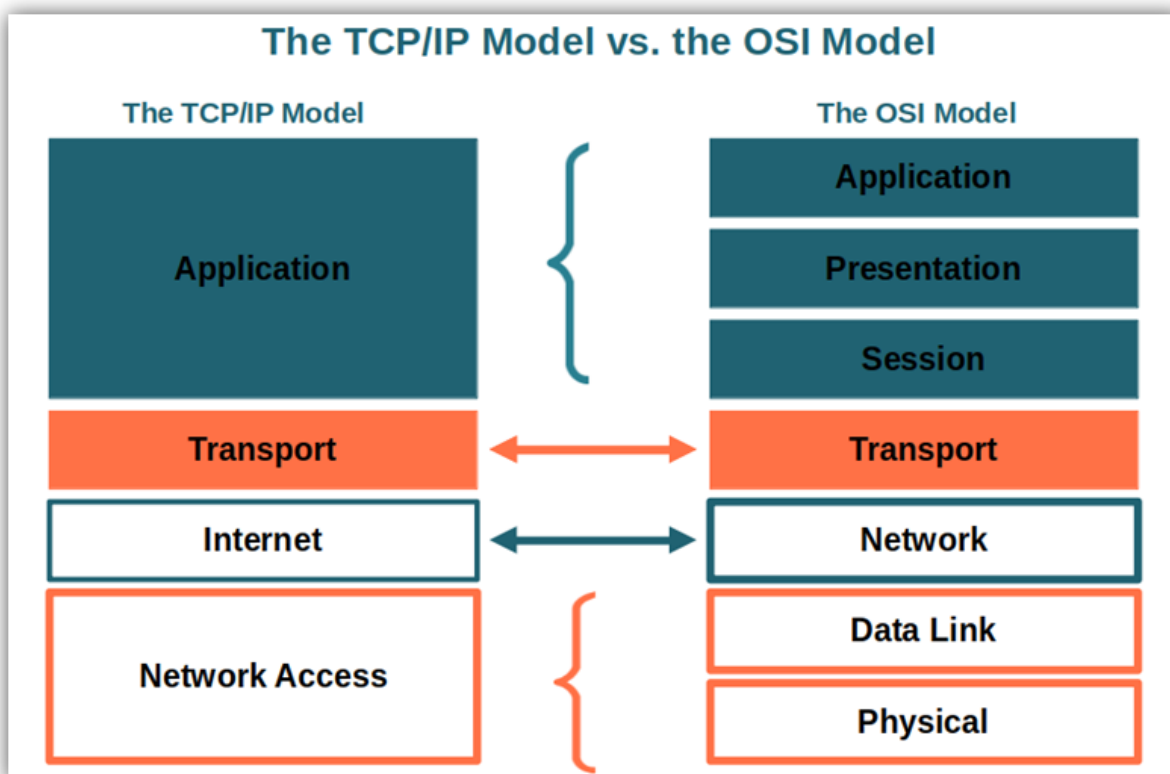 The TCP/IP Model vs. the OSI Model
The TCP/IP Model
The OSI Model
Application
Transport
Internet
Network Access
Application
Presentation
Session
Transport
Network
Data Link
Physical